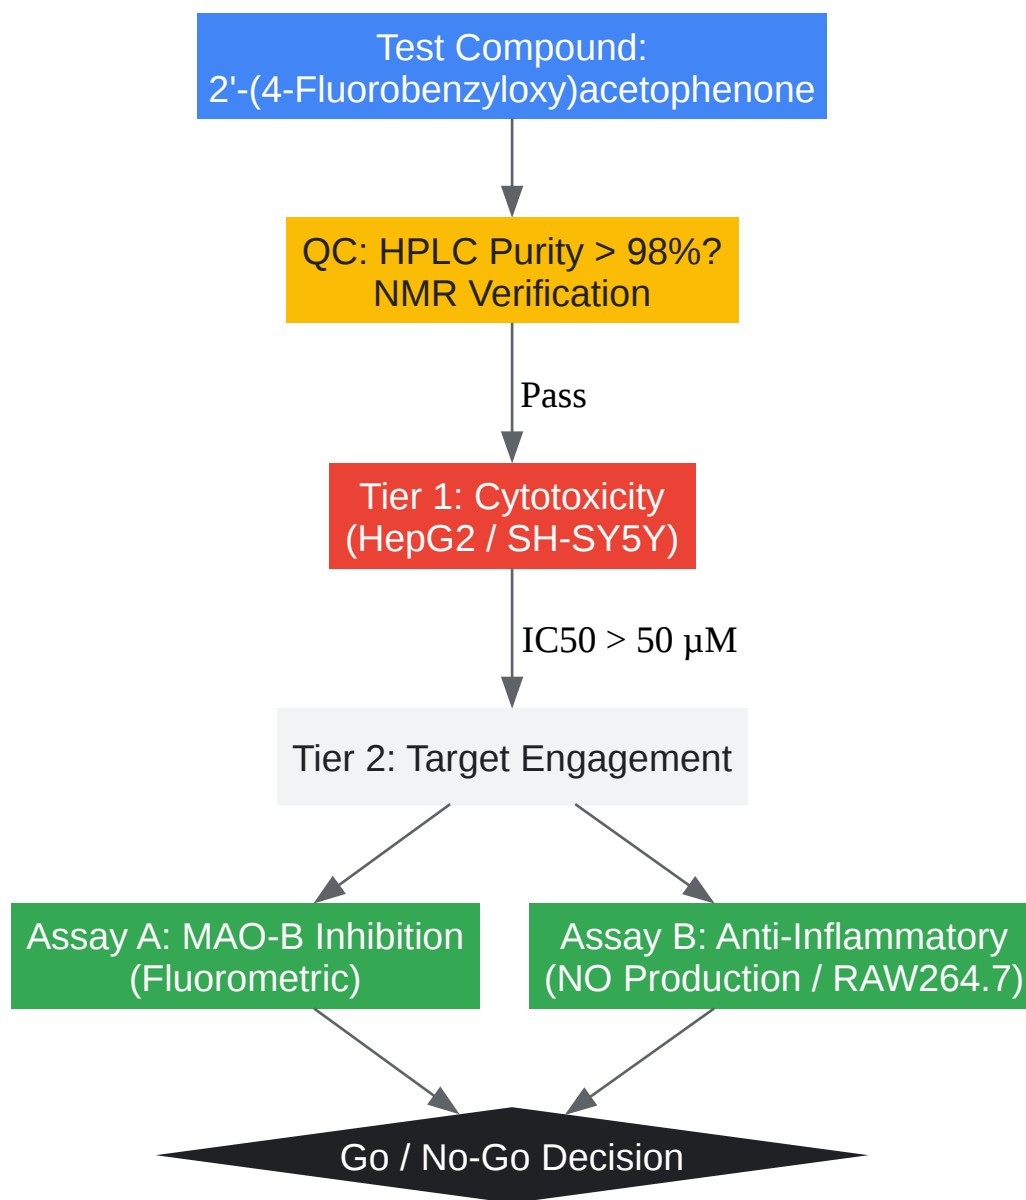 Test Compound:
2'-(4-Fluorobenzyloxy)acetophenone
QC: HPLC Purity > 98%?
NMR Verification
Pass
Tier 1: Cytotoxicity
(HepG2 / SH-SY5Y)
IC50 > 50 µM
Tier 2: Target Engagement
Assay A: MAO-B Inhibition
(Fluorometric)
Assay B: Anti-Inflammatory
(NO Production / RAW264.7)
Go / No-Go Decision